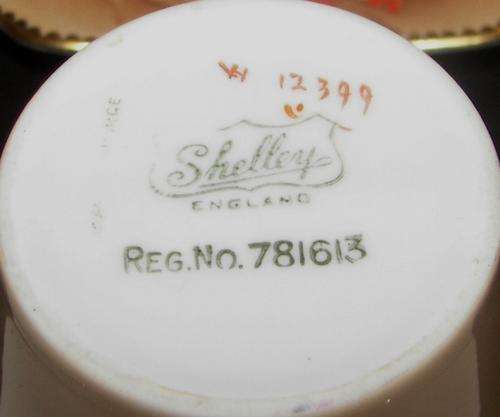 W 12399
Shelley
ENGLAND
REG.NO. 781613